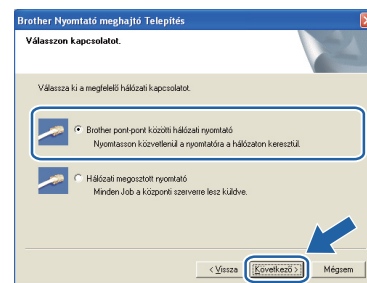 Brother Nyomtató meghajtó Telepítés
Válasszon kapcsolatot.
Válassza ki a megfelelő hálózati kapcsolatot.
Brother pont-pont közötti hálózati nyomtató
Nyomtasson közvetlenül a nyomtatóra a hálózaton keresztül.
Hálózati megosztott nyomtató
Minden Job a központi szerverre lesz küldve.
< Vissza Következő > Mégsem